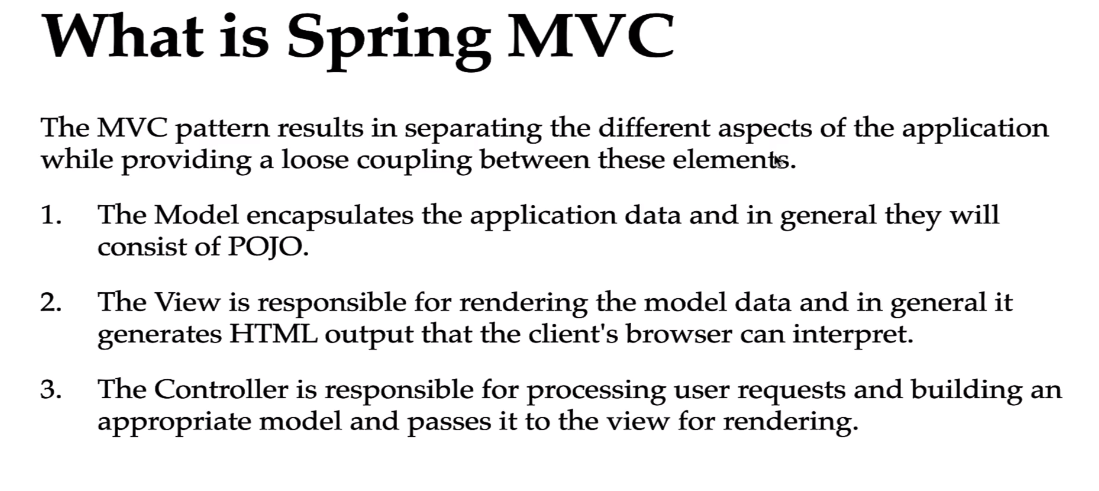 What is Spring MVC
The MVC pattern results in separating the different aspects of the application
while providing a loose coupling between these elements.
1. The Model encapsulates the application data and in general they will
consist of POJO.
2. The View is responsible for rendering the model data and in general it
generates HTML output that the client's browser can interpret.
3. The Controller is responsible for processing user requests and building an
appropriate model and passes it to the view for rendering.